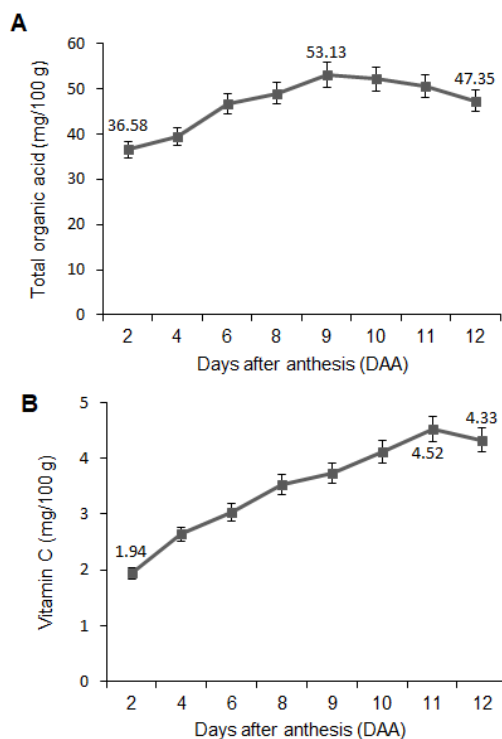 A
Total organic acid (mg/100 g)
60
50
40
30
20
10
0
36.58
53.13
47.35
2 4 6 8 9 10 11 12
Days after anthesis (DAA)
B
Vitamin C (mg/100 g)
5
4
3
2
1
0
1.94
4.52
4.33
2 4 6 8 9 10 11 12
Days after anthesis (DAA)